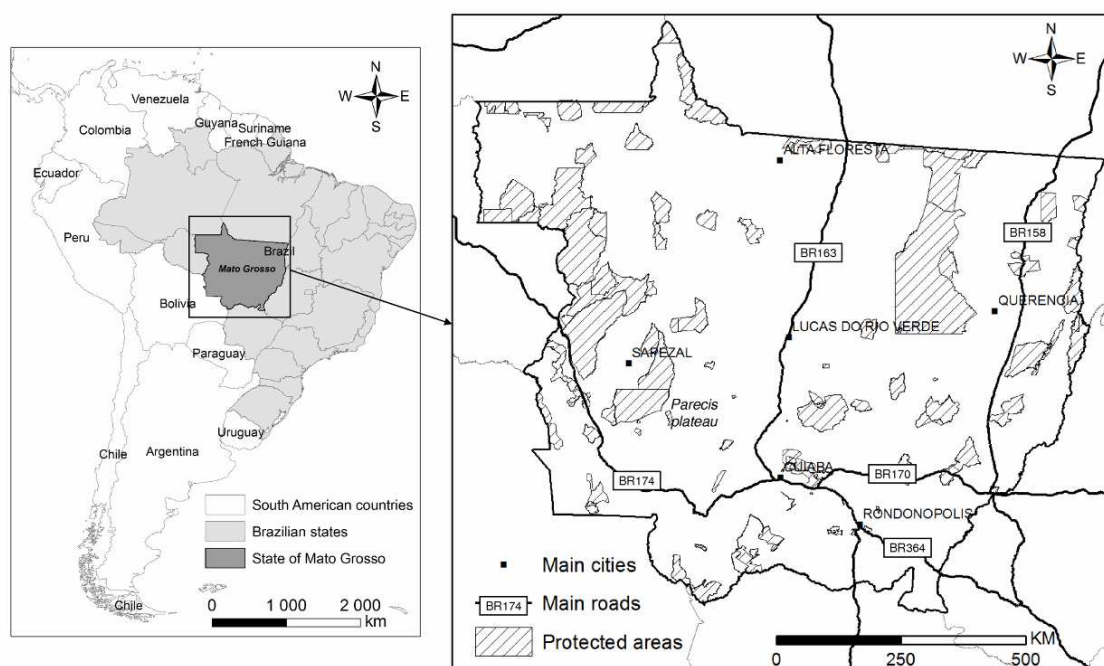 N
W E
S
Venezuela
Guyana
Suriname
French Guiana
Colombia
Ecuador
Peru
Brazil
Mato Grosso
Bolivia
Paraguay
Uruguay
Chile
Argentina
Chile
South American countries
Brazilian states
State of Mato Grosso
0 1 000 2 000
km
N
W E
S
ALTA FLORESTA
BR158
BR163
QUERENCIA
LUCAS DO RIO VERDE
SAPEZAL
Parecis
plateau
CUIABA
BR174
BR170
RONDONOPOLIS
BR364
Main cities
BR174 Main roads
Protected areas
0 250 500
KM